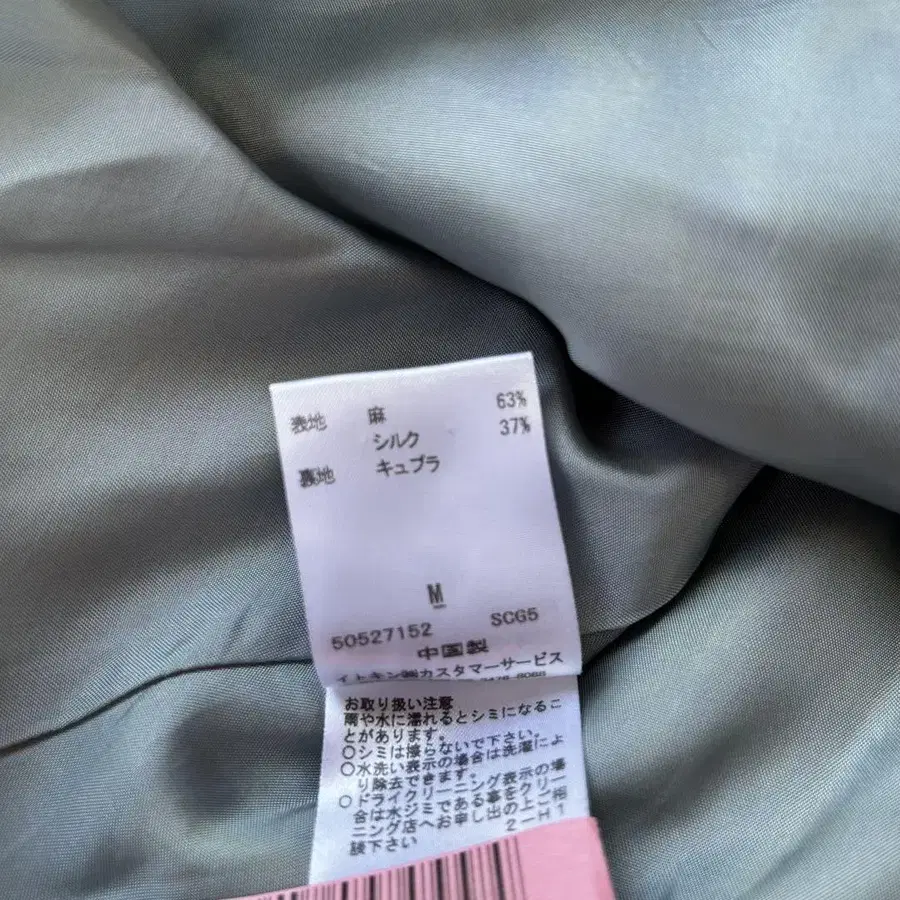 表地 麻 63%
シルク 37%
裏地 キュプラ
M
50527152 SCG5
中国製
イトキン㈱カスタマーサービス
お取り扱い注意
雨や水に濡れるとシミになるこ
とがあります。
○シミは擦らないで下さい。
○水洗い表示の場合は洗濯によ
り除去できます。
○ドライクリーニング表示の場
合は水ジミである事をクリー
ニング店へお申し出の上ご相
談下さい 2－H1